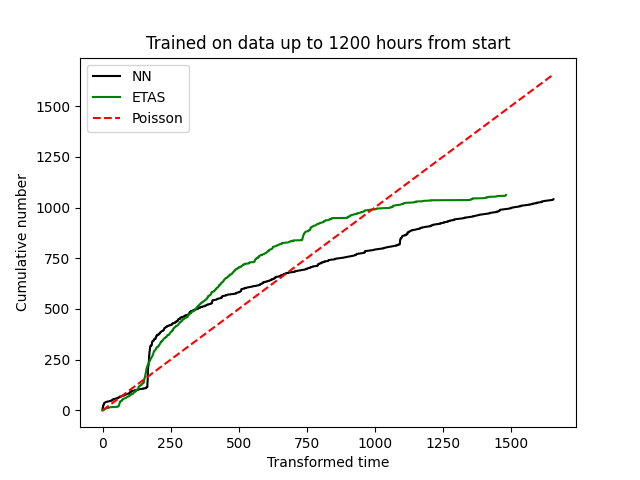 Trained on data up to 1200 hours from start
NN
ETAS
Poisson
Cumulative number
1500
1250
1000
750
500
250
0
0 250 500 750 1000 1250 1500
Transformed time